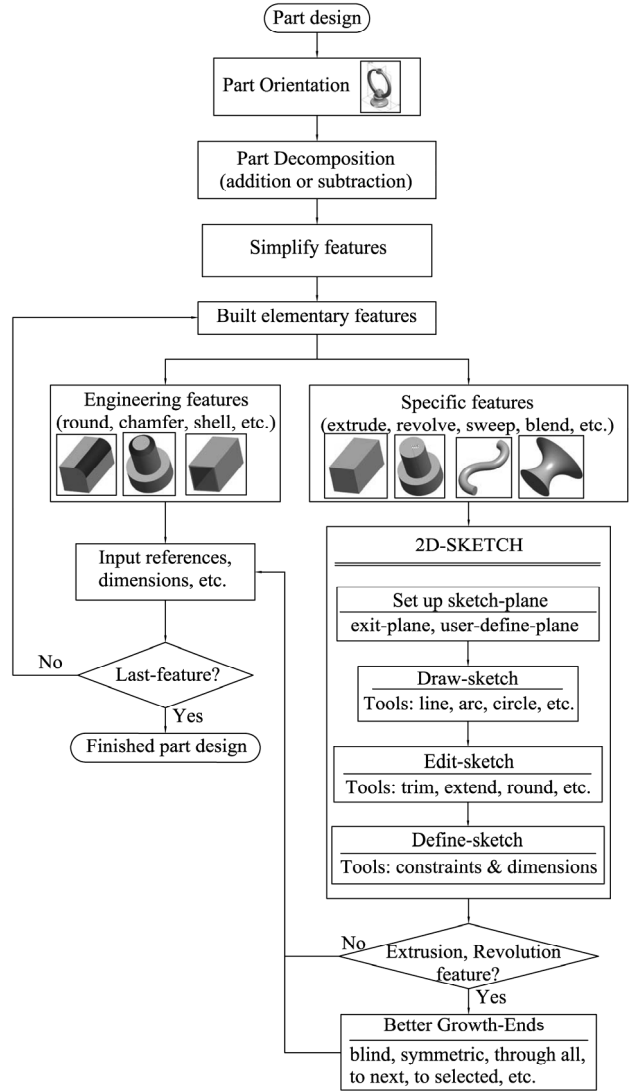 Part design
Part Orientation
Part Decomposition
(addition or subtraction)
Simplify features
Built elementary features
Engineering features
(round, chamfer, shell, etc.)
Specific features
(extrude, revolve, sweep, blend, etc.)
Input references,
dimensions, etc.
No
Last-feature?
Yes
Finished part design
2D-SKETCH
Set up sketch-plane
exit-plane, user-define-plane
Draw-sketch
Tools: line, arc, circle, etc.
Edit-sketch
Tools: trim, extend, round, etc.
Define-sketch
Tools: constraints & dimensions
No
Extrusion, Revolution
feature?
Yes
Better Growth-Ends
blind, symmetric, through all,
to next, to selected, etc.